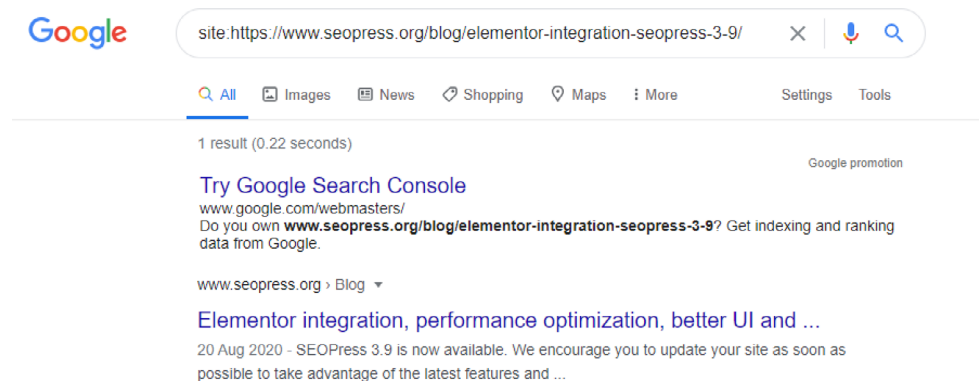 Google
site:https://www.seopress.org/blog/elementor-integration-seopress-3-9/
All Images News Shopping Maps More Settings Tools
1 result (0.22 seconds)
Google promotion
Try Google Search Console
www.google.com/webmasters/
Do you own www.seopress.org/blog/elementor-integration-seopress-3-9? Get indexing and ranking
data from Google.
www.seopress.org › Blog
Elementor integration, performance optimization, better UI and ...
20 Aug 2020 - SEOPress 3.9 is now available. We encourage you to update your site as soon as
possible to take advantage of the latest features and ...